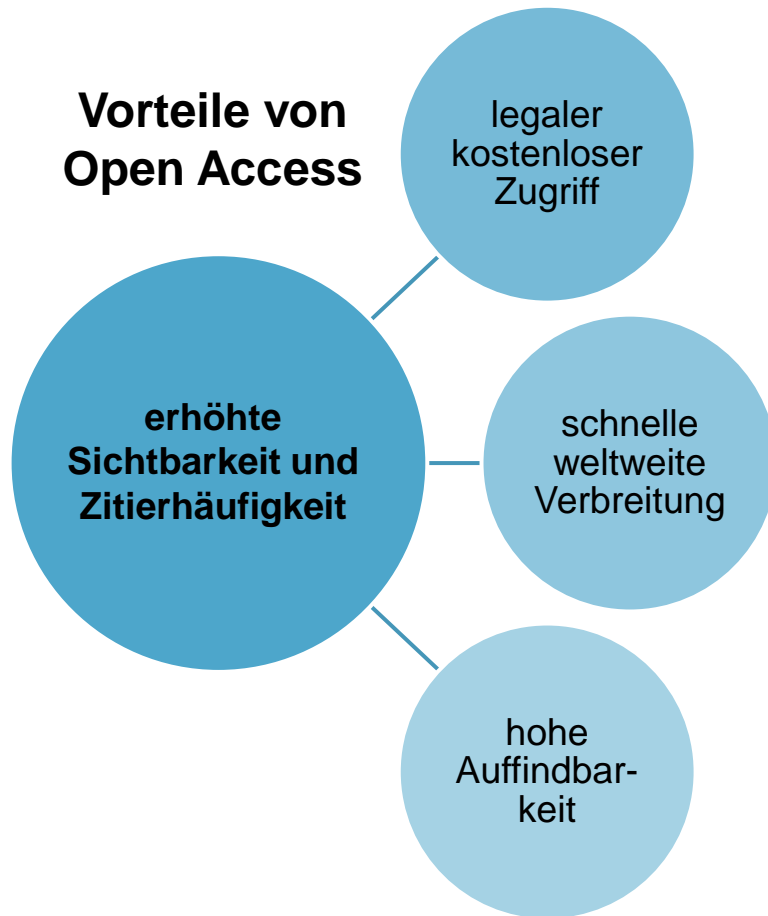 Vorteile von
Open Access
legaler
kostenloser
Zugriff
erhöhte
Sichtbarkeit und
Zitierhäufigkeit
schnelle
weltweite
Verbreitung
hohe
Auffindbar-
keit